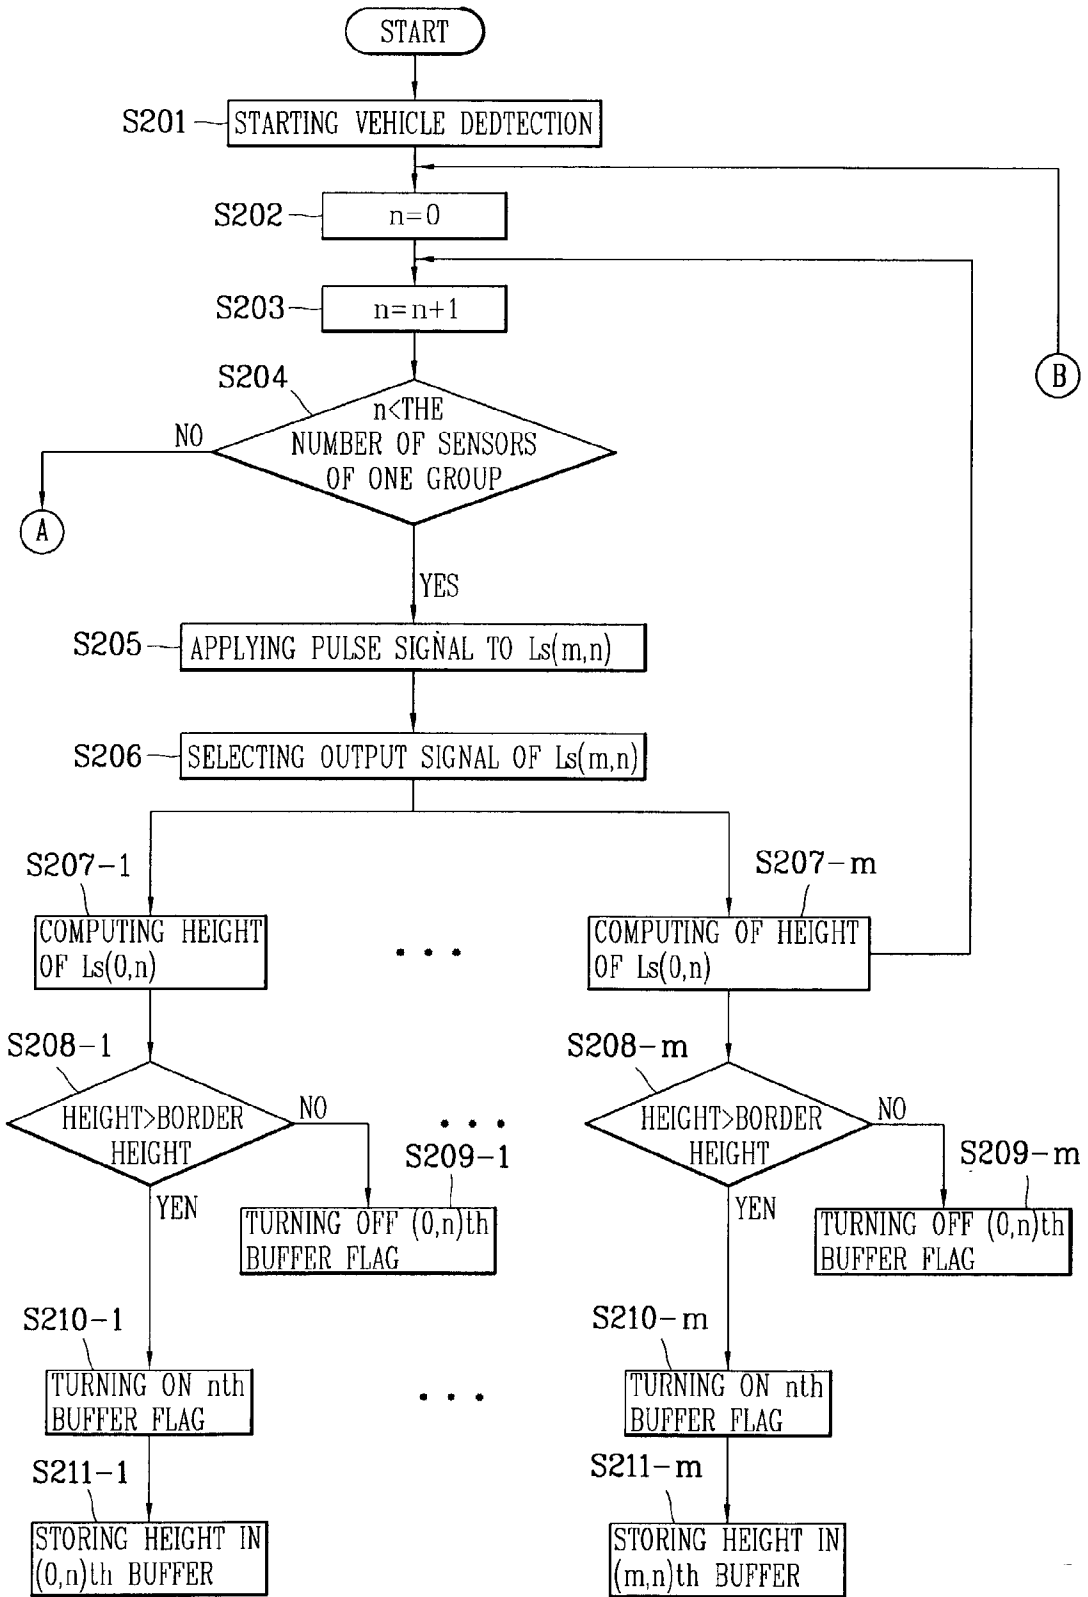 START
S201
STARTING VEHICLE DEDTECTION
S202
n=0
S203
n=n+1
B
S204
n<THE
NUMBER OF SENSORS
OF ONE GROUP
NO
A
YES
S205
APPLYING PULSE SIGNAL TO Ls(m,n)
S206
SELECTING OUTPUT SIGNAL OF Ls(m,n)
S207-1
COMPUTING HEIGHT
OF Ls(0,n)
S207-m
COMPUTING OF HEIGHT
OF Ls(0,n)
S208-1
HEIGHT>BORDER
HEIGHT
NO
S208-m
HEIGHT>BORDER
HEIGHT
NO
YEN
S209-1
TURNING OFF (0,n)th
BUFFER FLAG
YEN
S209-m
TURNING OFF (0,n)th
BUFFER FLAG
S210-1
TURNING ON nth
BUFFER FLAG
S210-m
TURNING ON nth
BUFFER FLAG
S211-1
STORING HEIGHT IN
(0,n)th BUFFER
S211-m
STORING HEIGHT IN
(m,n)th BUFFER